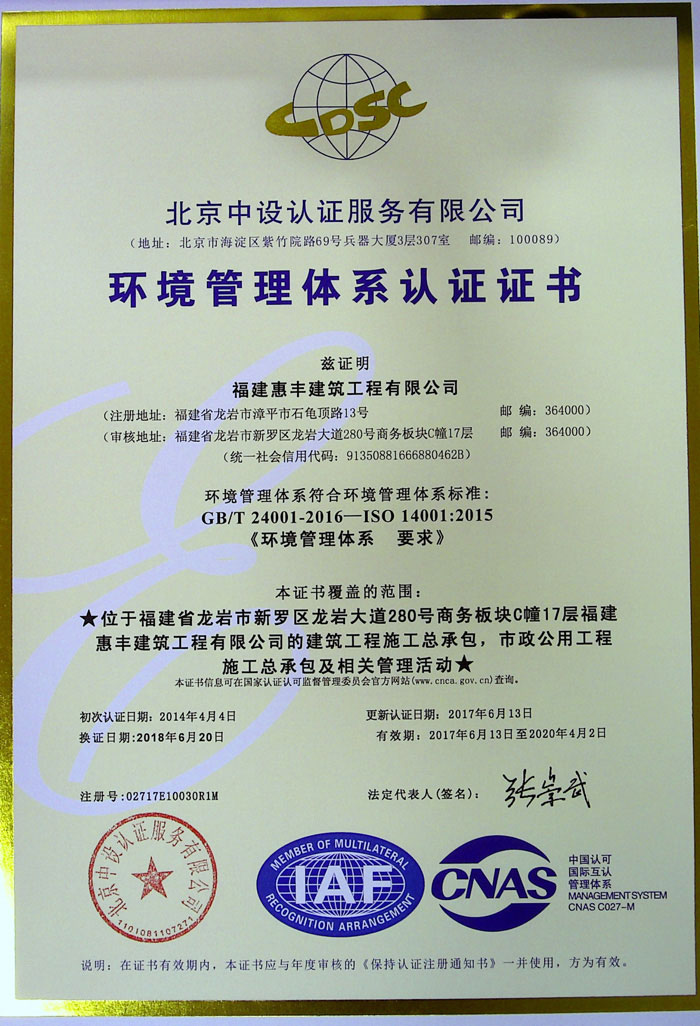 CDSC
北京中设认证服务有限公司
（地址：北京市海淀区紫竹院路69号兵器大厦3层307室 邮编：100089）
环境管理体系认证证书
兹证明
福建惠丰建筑工程有限公司
（注册地址：福建省龙岩市漳平市石龟顶路13号 邮 编：364000）
（审核地址：福建省龙岩市新罗区龙岩大道280号商务板块C幢17层 邮 编：364000）
（统一社会信用代码：91350881666880462B）
环境管理体系符合环境管理体系标准：
GB/T 24001-2016—ISO 14001:2015
《环境管理体系 要求》
本证书覆盖的范围：
★位于福建省龙岩市新罗区龙岩大道280号商务板块C幢17层福建
惠丰建筑工程有限公司的建筑工程施工总承包，市政公用工程
施工总承包及相关管理活动★
本证书信息可在国家认证认可监督管理委员会官方网站(www.cnca.gov.cn)查询。
初次认证日期：2014年4月4日 更新认证日期：2017年6月13日
换证日期:2018年6月20日 有效期：2017年6月13日至2020年4月2日
注册号:02717E10030R1M 法定代表人(签名)：张崇武
北京中设认证服务有限公司
1101081107271
MEMBER OF MULTILATERAL
IAF
RECOGNITION ARRANGEMENT
CNAS
中国认可
国际互认
管理体系
MANAGEMENT SYSTEM
CNAS C027-M
说明：在证书有效期内，本证书应与年度审核的《保持认证注册通知书》一并使用，方为有效。